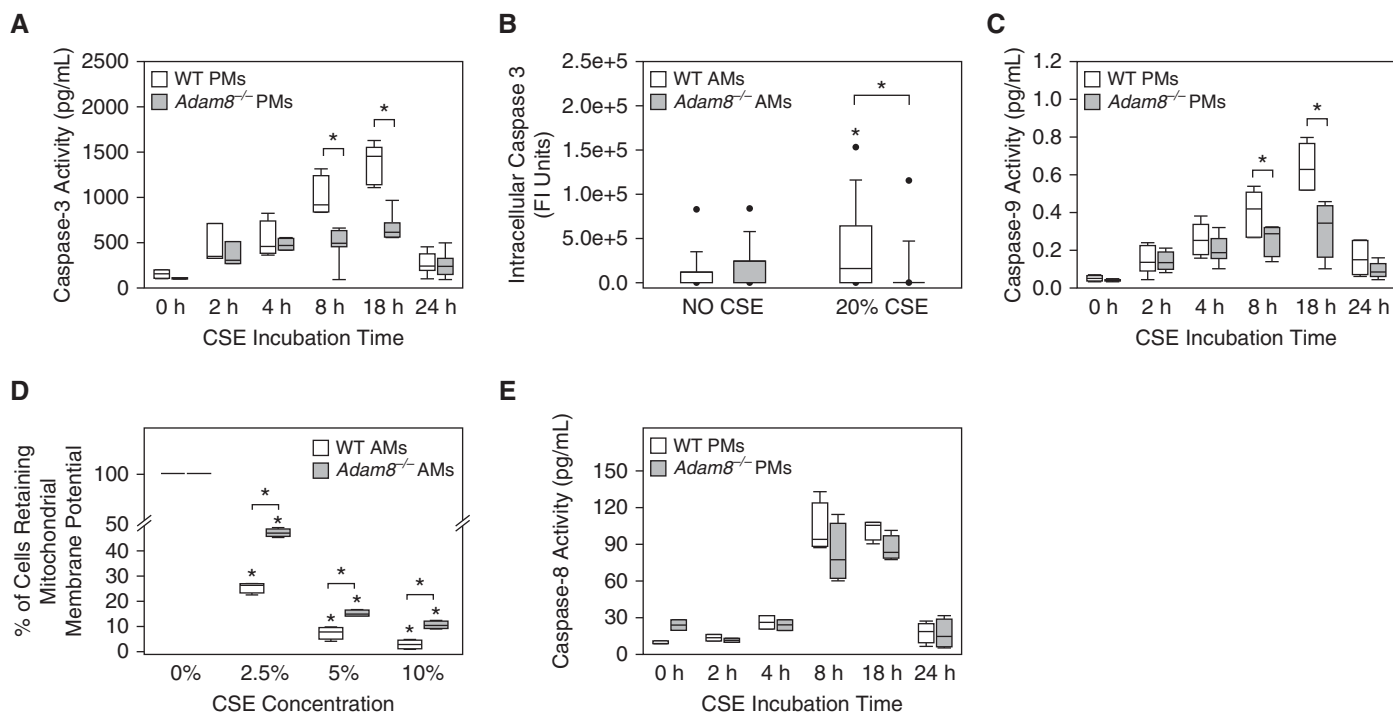 A
Caspase-3 Activity (pg/mL)
2500
2000
1500
1000
500
0
WT PMs
Adam8–/– PMs
*
*
0 h 2 h 4 h 8 h 18 h 24 h
CSE Incubation Time
B
Intracellular Caspase 3
(FI Units)
2.5e+5
2.0e+5
1.5e+5
1.0e+5
5.0e+4
0.0
WT AMs
Adam8–/– AMs
*
*
NO CSE 20% CSE
C
Caspase-9 Activity (pg/mL)
1.2
1.0
0.8
0.6
0.4
0.2
0.0
WT PMs
Adam8–/– PMs
*
*
0 h 2 h 4 h 8 h 18 h 24 h
CSE Incubation Time
D
% of Cells Retaining
Mitochondrial
Membrane Potential
100
50
40
30
20
10
0
WT AMs
Adam8–/– AMs
*
*
*
*
*
*
*
*
*
0% 2.5% 5% 10%
CSE Concentration
E
Caspase-8 Activity (pg/mL)
150
120
90
60
30
0
WT PMs
Adam8–/– PMs
0 h 2 h 4 h 8 h 18 h 24 h
CSE Incubation Time